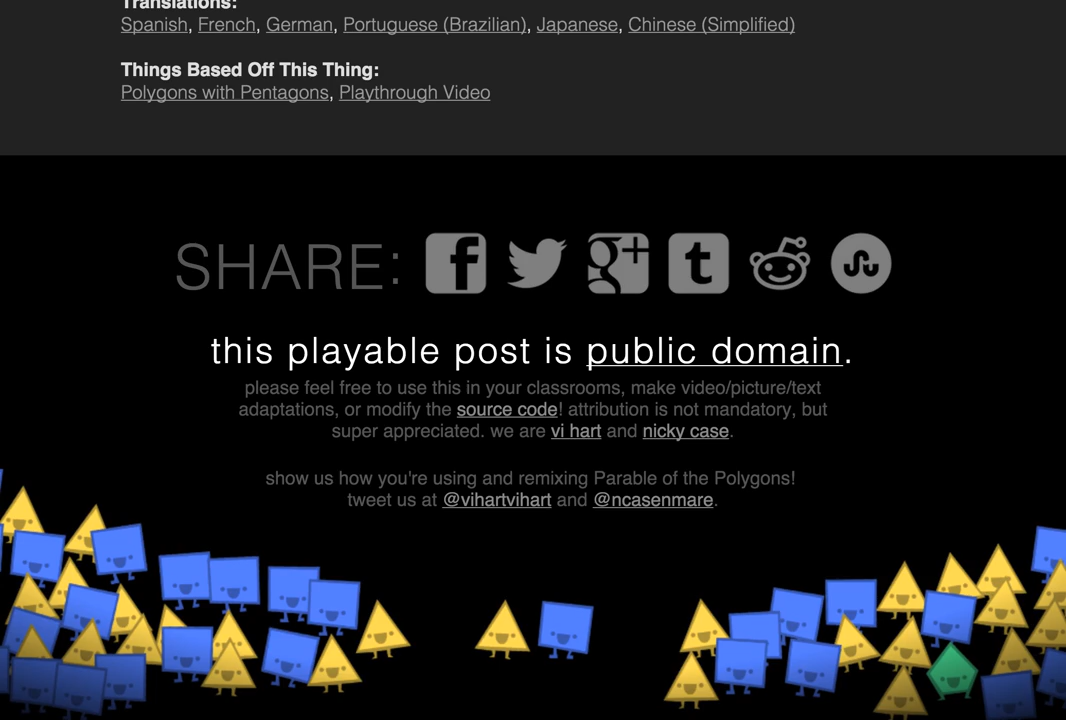 Translations:
Spanish, French, German, Portuguese (Brazilian), Japanese, Chinese (Simplified)
Things Based Off This Thing:
Polygons with Pentagons, Playthrough Video
SHARE: f g+ t
this playable post is public domain.
please feel free to use this in your classrooms, make video/picture/text
adaptations, or modify the source code! attribution is not mandatory, but
super appreciated. we are vi hart and nicky case.
show us how you're using and remixing Parable of the Polygons!
tweet us at @vihartvihart and @ncasenmare.